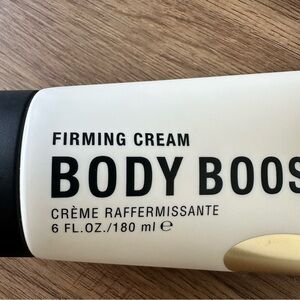 FIRMING CREAM
BODY BOOS
CRÈME RAFFERMISSANTE
6 FL.OZ./180 ml ℮